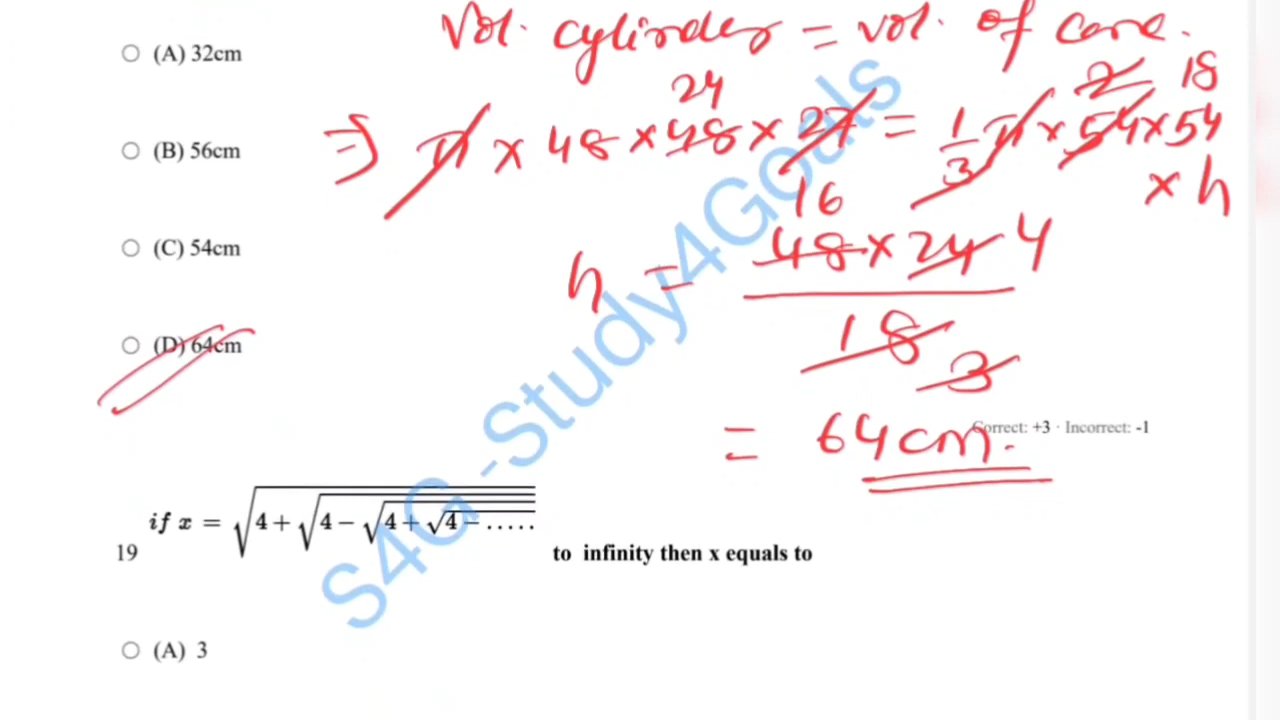 Vol. cylinder = vol. of cone.
(A) 32cm
24 2 18
⇒ π × 48 × 48 × 27 = 1/3 π × 54 × 54
(B) 56cm
16 × h
(C) 54cm
h = 48 × 24 4
18 3
(D) 64cm
= 64cm.
Correct: +3 · Incorrect: -1
if x = √4 + √4 − √4 + √4 − .....
19 to infinity then x equals to
(A) 3
S4G -Study4Goals